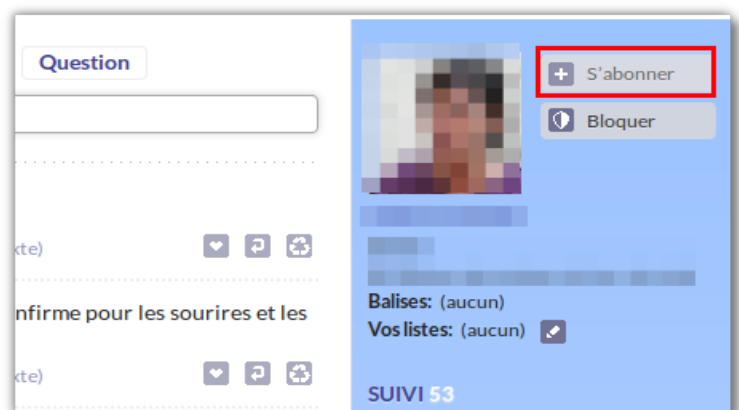 Question
S'abonner
Bloquer
xte)
nfirme pour les sourires et les
xte)
Balises: (aucun)
Vos listes: (aucun)
SUIVI 53